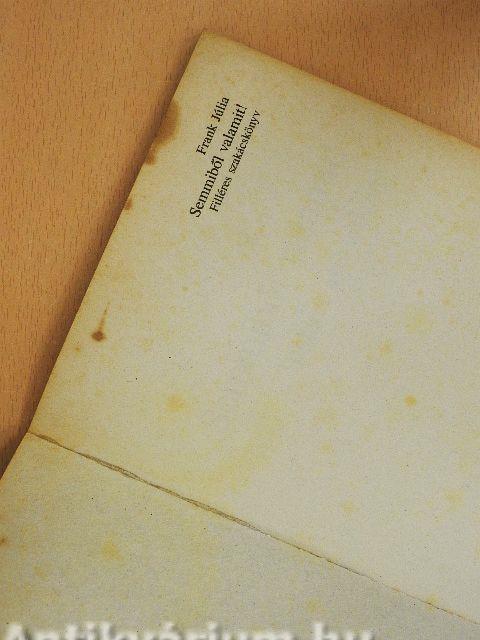 Frank Júlia
Semmiből valamit!
Filléres szakácskönyv
Antikvárium.hu